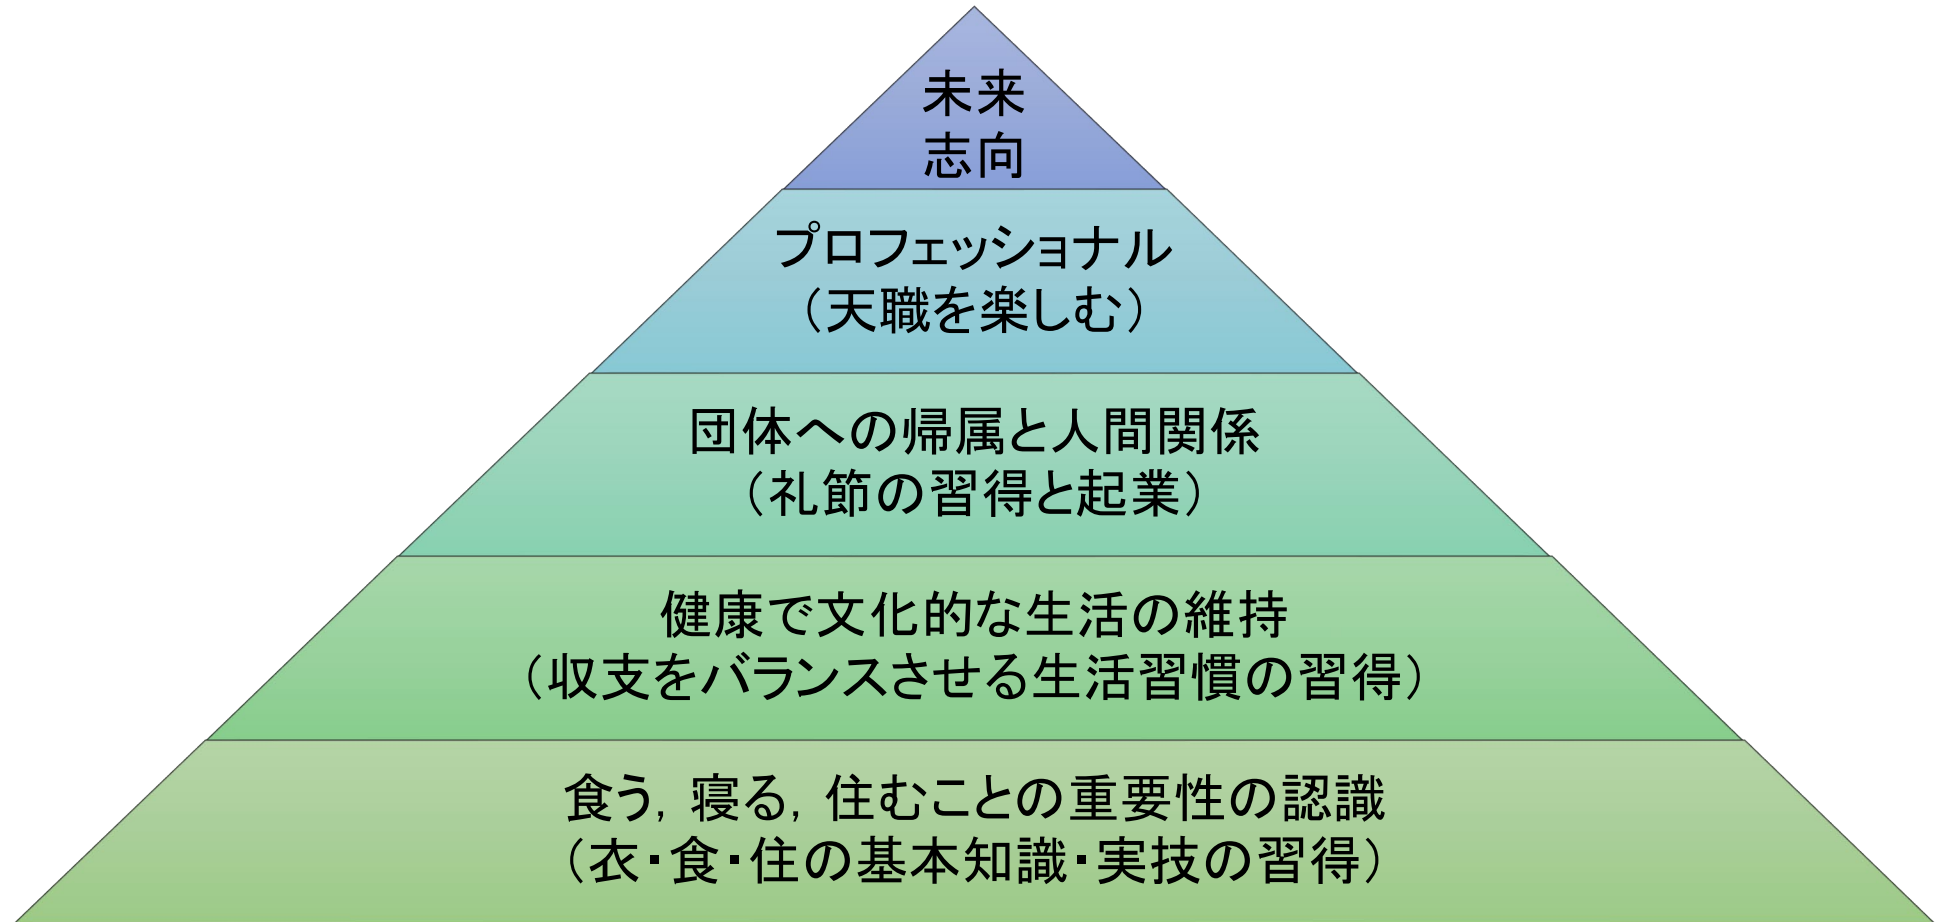 未来
志向
プロフェッショナル
（天職を楽しむ）
団体への帰属と人間関係
（礼節の習得と起業）
健康で文化的な生活の維持
（収支をバランスさせる生活習慣の習得）
食う，寝る，住むことの重要性の認識
（衣・食・住の基本知識・実技の習得）